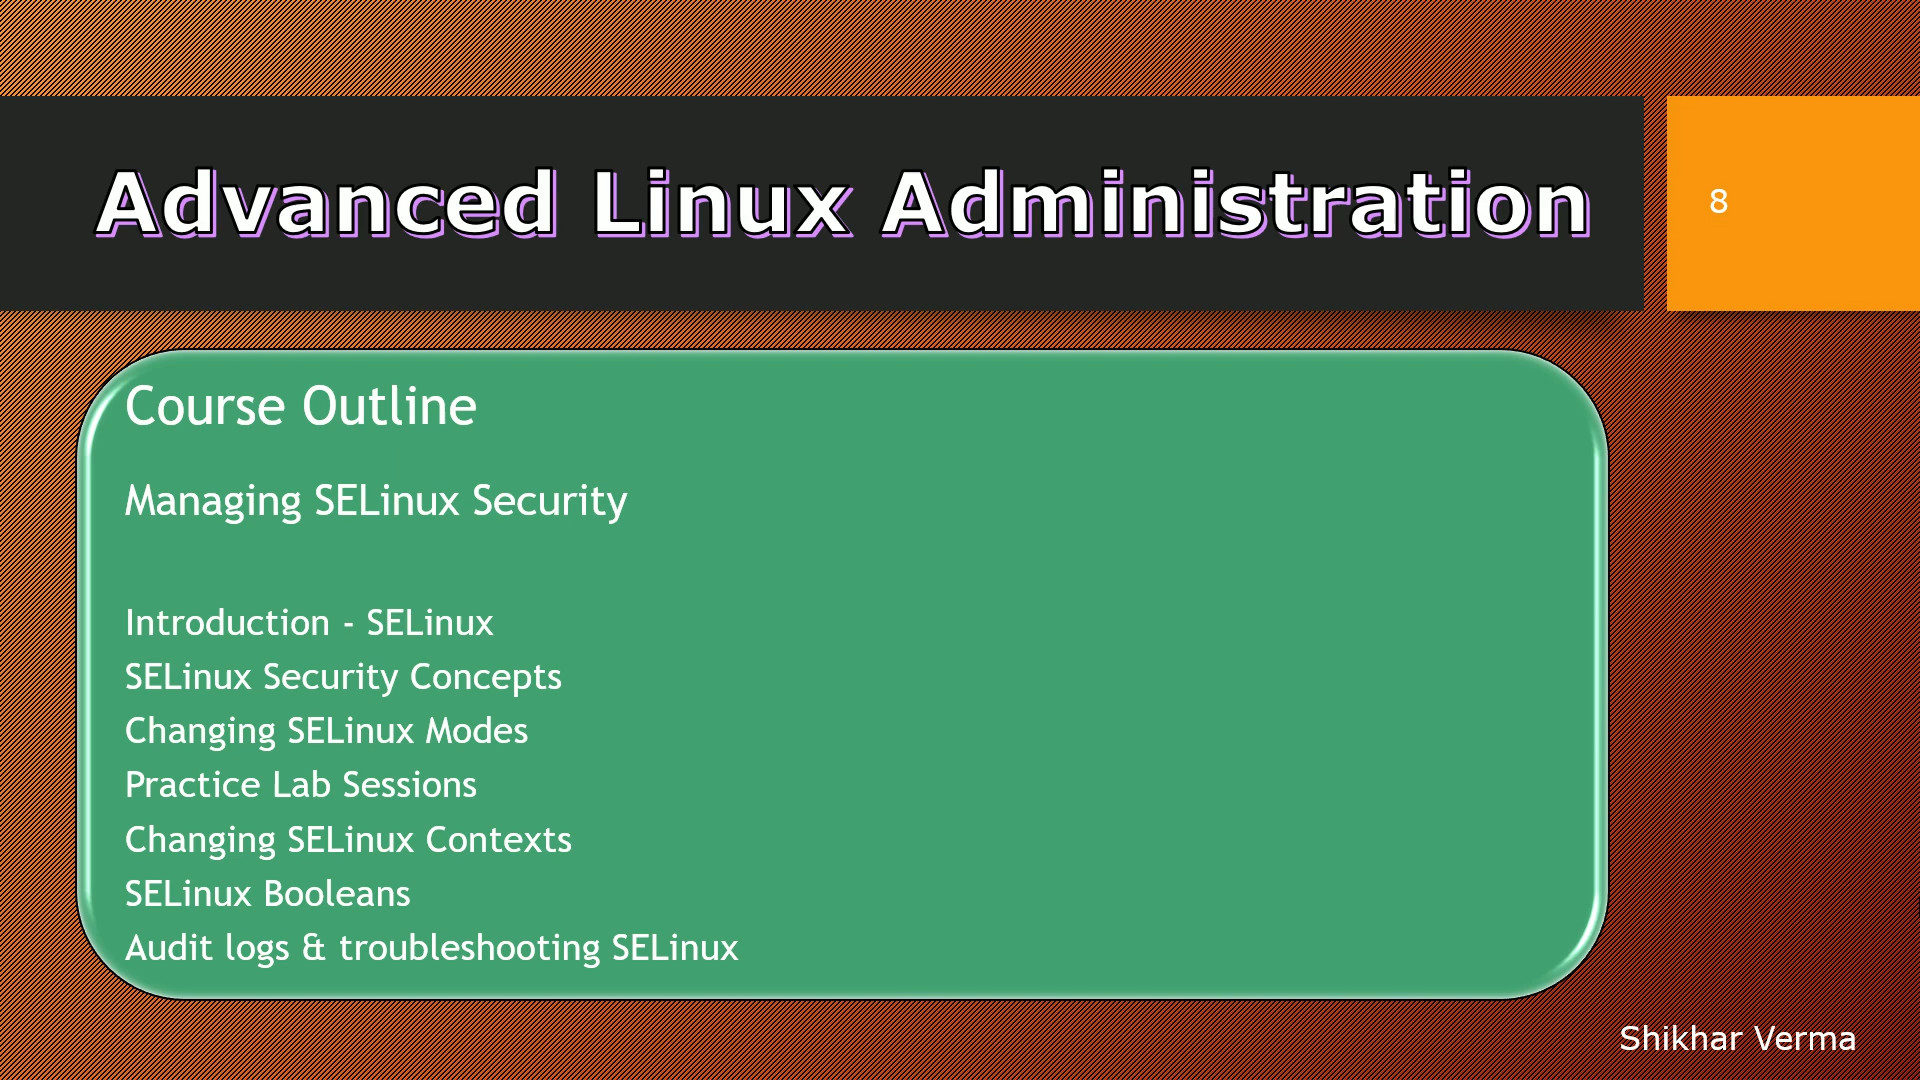 Advanced Linux Administration
8
Course Outline
Managing SELinux Security
Introduction - SELinux
SELinux Security Concepts
Changing SELinux Modes
Practice Lab Sessions
Changing SELinux Contexts
SELinux Booleans
Audit logs & troubleshooting SELinux
Shikhar Verma